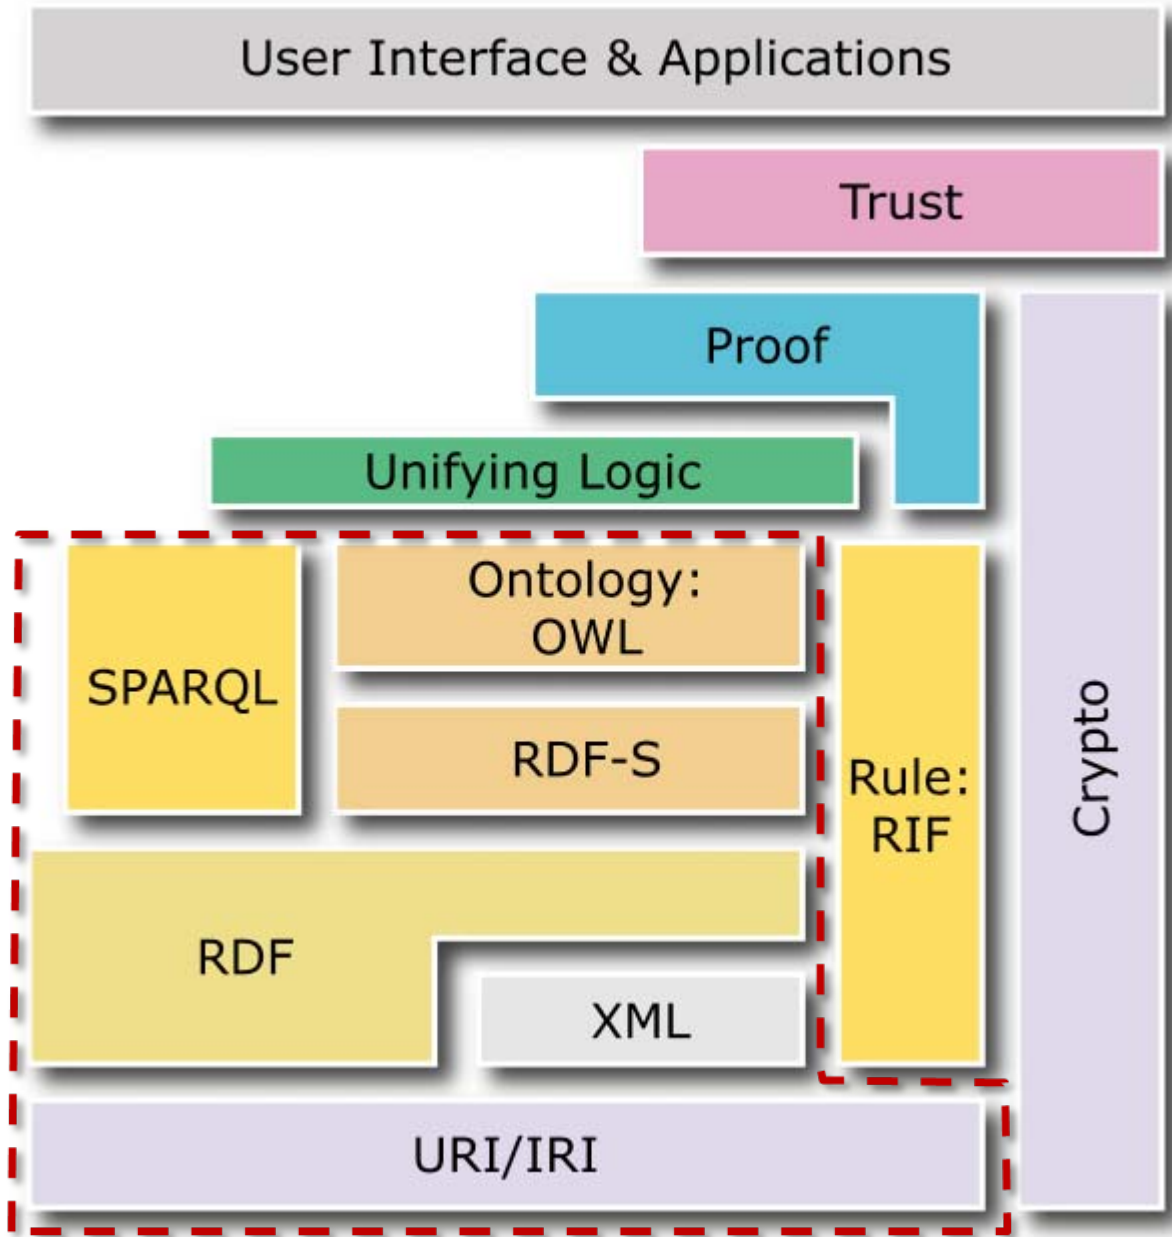 User Interface & Applications
Trust
Proof
Unifying Logic
Ontology:
OWL
SPARQL
RDF-S
Rule:
RIF
Crypto
RDF
XML
URI/IRI